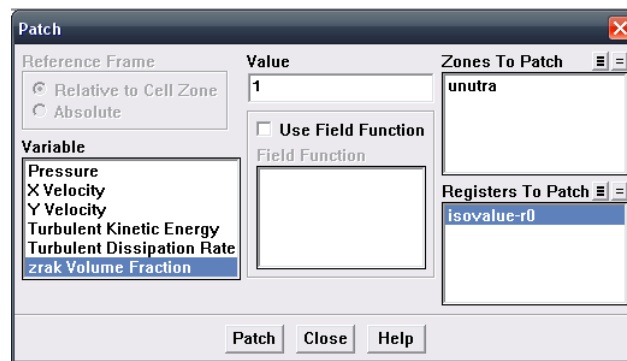 Patch
Reference Frame
Relative to Cell Zone
Absolute
Variable
Pressure
X Velocity
Y Velocity
Turbulent Kinetic Energy
Turbulent Dissipation Rate
zrak Volume Fraction
Value
1
Use Field Function
Field Function
Zones To Patch
unutra
Registers To Patch
isovalue-r0
Patch Close Help